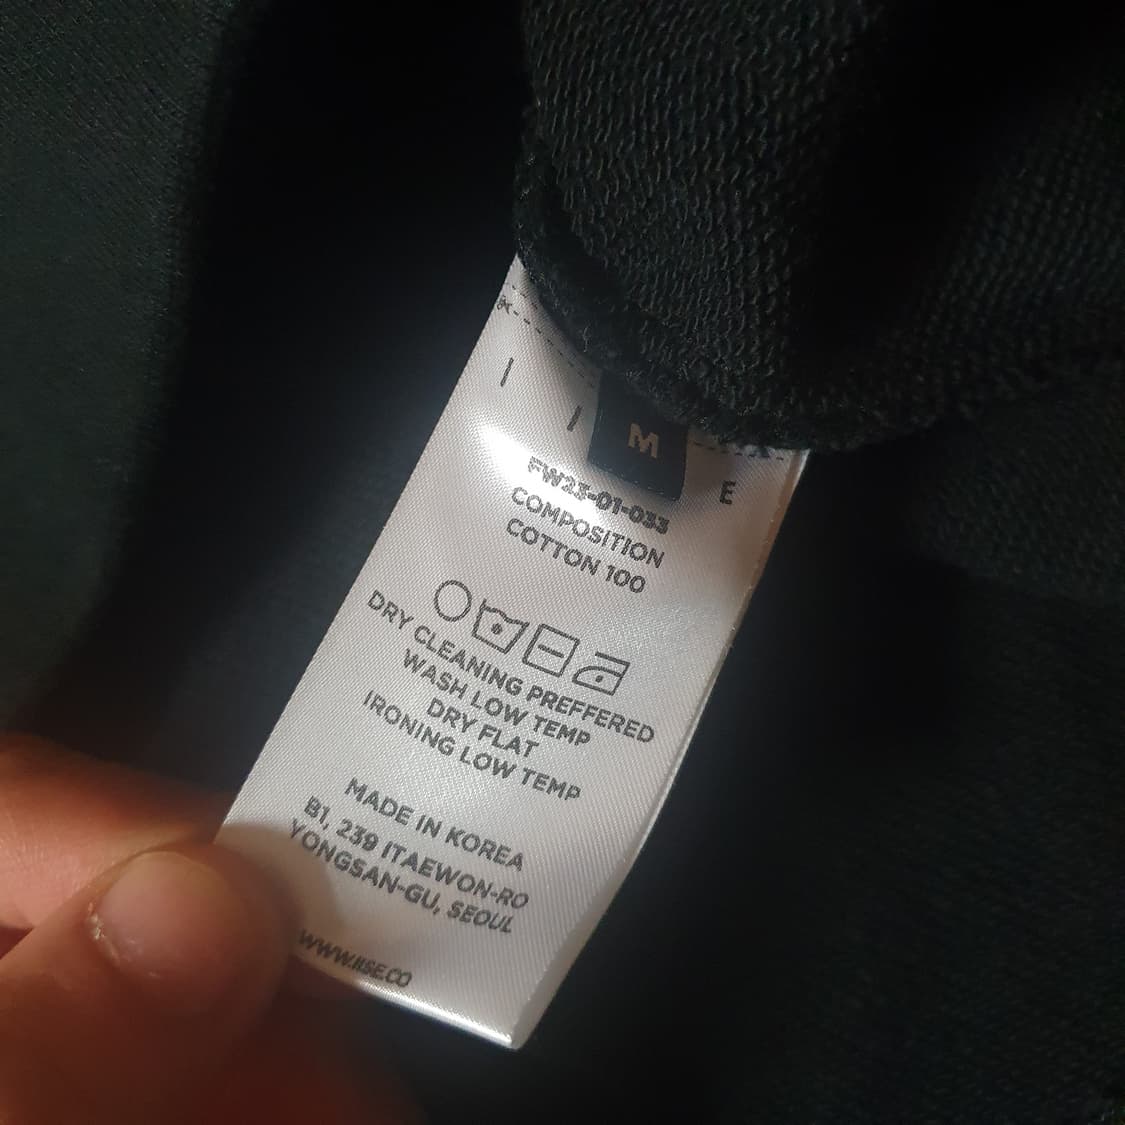 I I S E
M
FW23-01-033
COMPOSITION
COTTON 100
DRY CLEANING PREFFERED
WASH LOW TEMP
DRY FLAT
IRONING LOW TEMP
MADE IN KOREA
B1, 239 ITAEWON-RO
YONGSAN-GU, SEOUL
WWW.IISE.CO